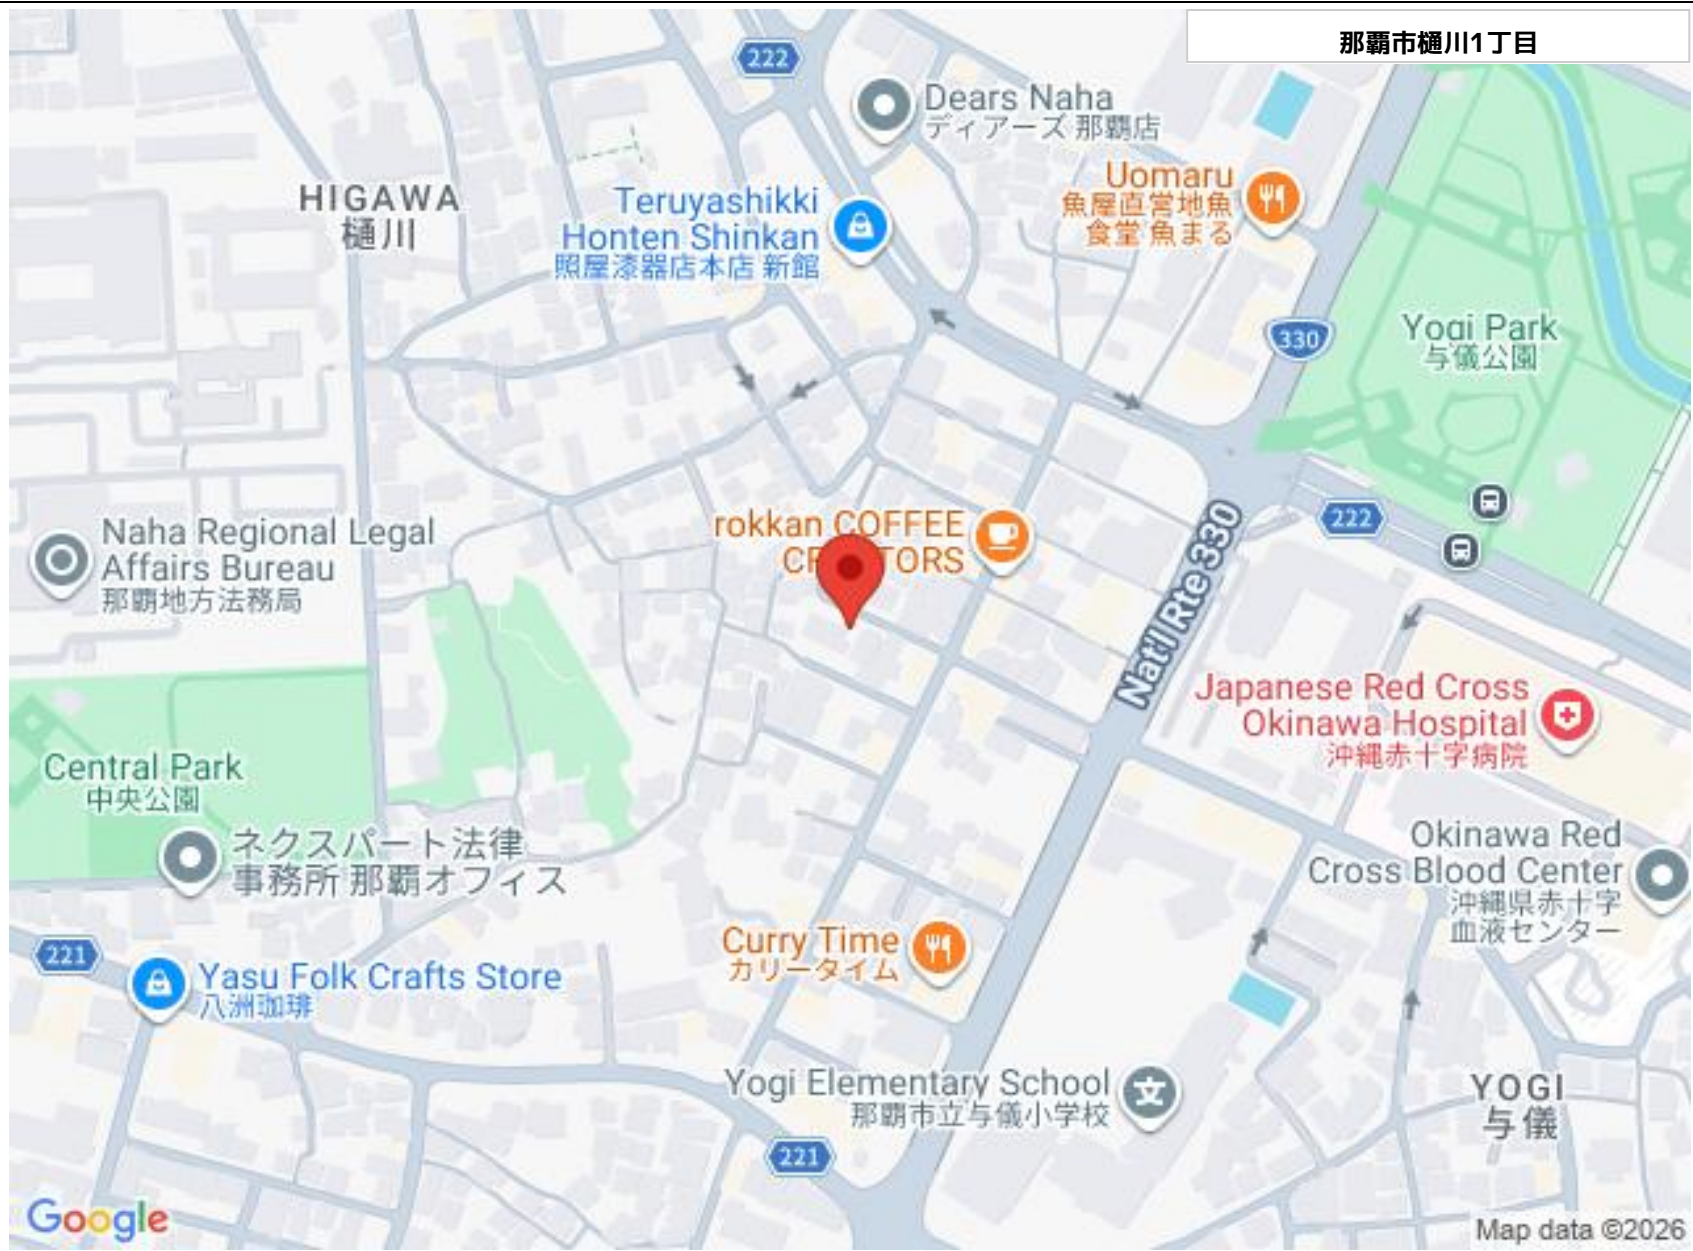 那覇市樋川1丁目
222
Dears Naha
ディアーズ 那覇店
HIGAWA
樋川
Teruyashikki
Honten Shinkan
照屋漆器店本店 新館
Uomaru
魚屋直営地魚
食堂 魚まる
330
Yogi Park
与儀公園
Naha Regional Legal
Affairs Bureau
那覇地方法務局
rokkan COFFEE
CR TORS
222
Nat'l Rte 330
Japanese Red Cross
Okinawa Hospital
沖縄赤十字病院
Central Park
中央公園
ネクスパート法律
事務所 那覇オフィス
Okinawa Red
Cross Blood Center
沖縄県赤十字
血液センター
221
Yasu Folk Crafts Store
八洲珈琲
Curry Time
カリータイム
Yogi Elementary School
那覇市立与儀小学校
YOGI
与儀
221
Google
Map data ©2026